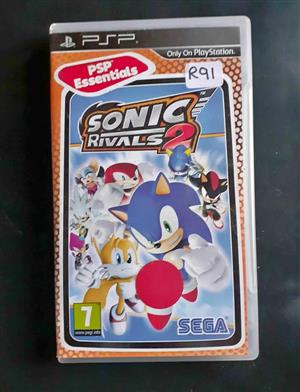 PSP
Only On PlayStation
R91
PSP
Essentials
SONIC
RIVALS 2
7
www.pegi.info
SEGA